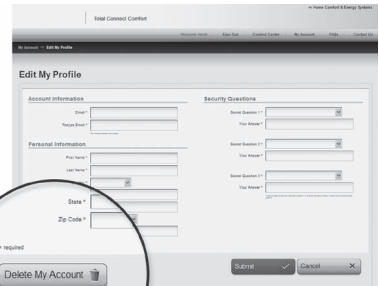 Home Comfort & Energy Systems
Total Connect Comfort
Sign Out Control Center My Account FAQs Contact Us
My Account Edit My Profile
Edit My Profile
Account Information
Email *
Retype Email *
Personal Information
First Name *
Last Name *
State *
Zip Code *
* required
Delete My Account
Security Questions
Secret Question 1 *
Your Answer *
Secret Question 2 *
Your Answer *
Secret Question 3 *
Your Answer *
Submit
Cancel